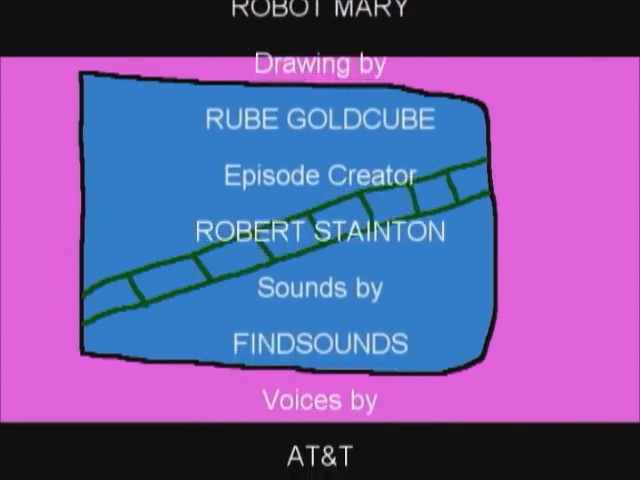 ROBOT MARY
Drawing by
RUBE GOLDCUBE
Episode Creator
ROBERT STAINTON
Sounds by
FINDSOUNDS
Voices by
AT&T